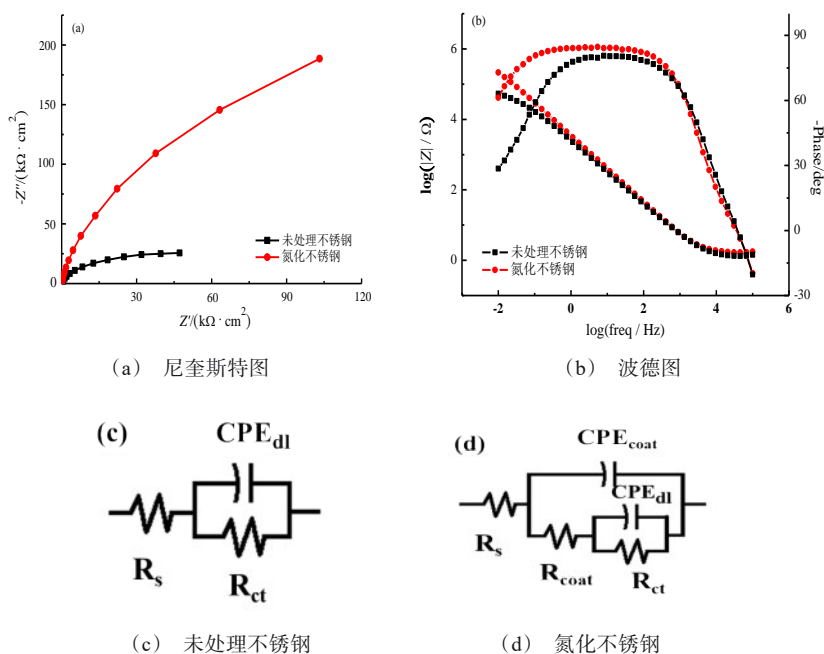 (a)
200
150
100
50
0
-Z''/(kΩ · cm²)
未处理不锈钢
氮化不锈钢
30
60
90
120
Z'/(kΩ · cm²)
(b)
6
4
2
0
log(|Z| / Ω)
90
60
30
0
-30
-Phase/deg
未处理不锈钢
氮化不锈钢
-2
0
2
4
6
log(freq / Hz)
(a) 尼奎斯特图
(b) 波德图
(c)
CPEdl
Rs
Rct
(d)
CPEcoat
CPEdl
Rs
Rcoat
Rct
(c) 未处理不锈钢
(d) 氮化不锈钢